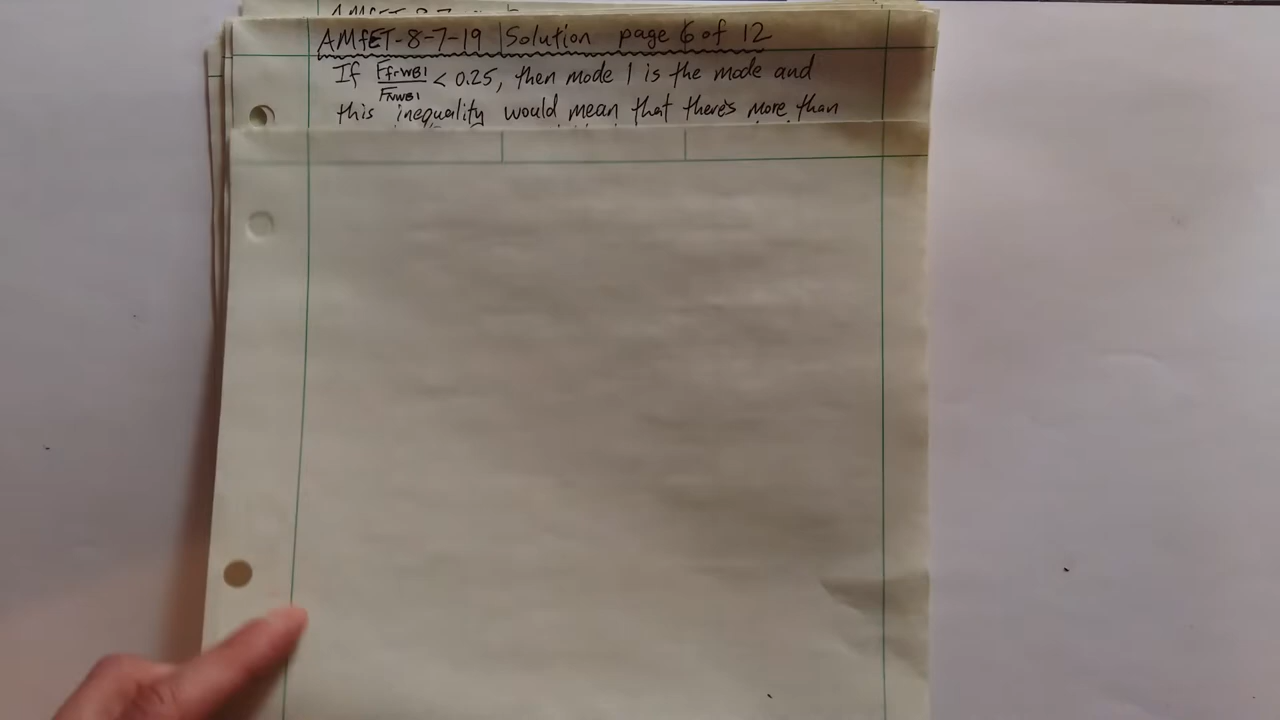 AMfET-8-7-19 Solution page 6 of 12
If FfrWB1/FNWB1 < 0.25, then mode 1 is the mode and
this inequality would mean that there's more than